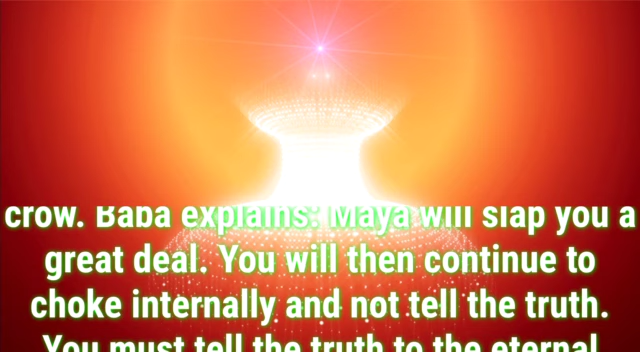 crow. Baba explains: Maya will slap you a
great deal. You will then continue to
choke internally and not tell the truth.
You must tell the truth to the eternal